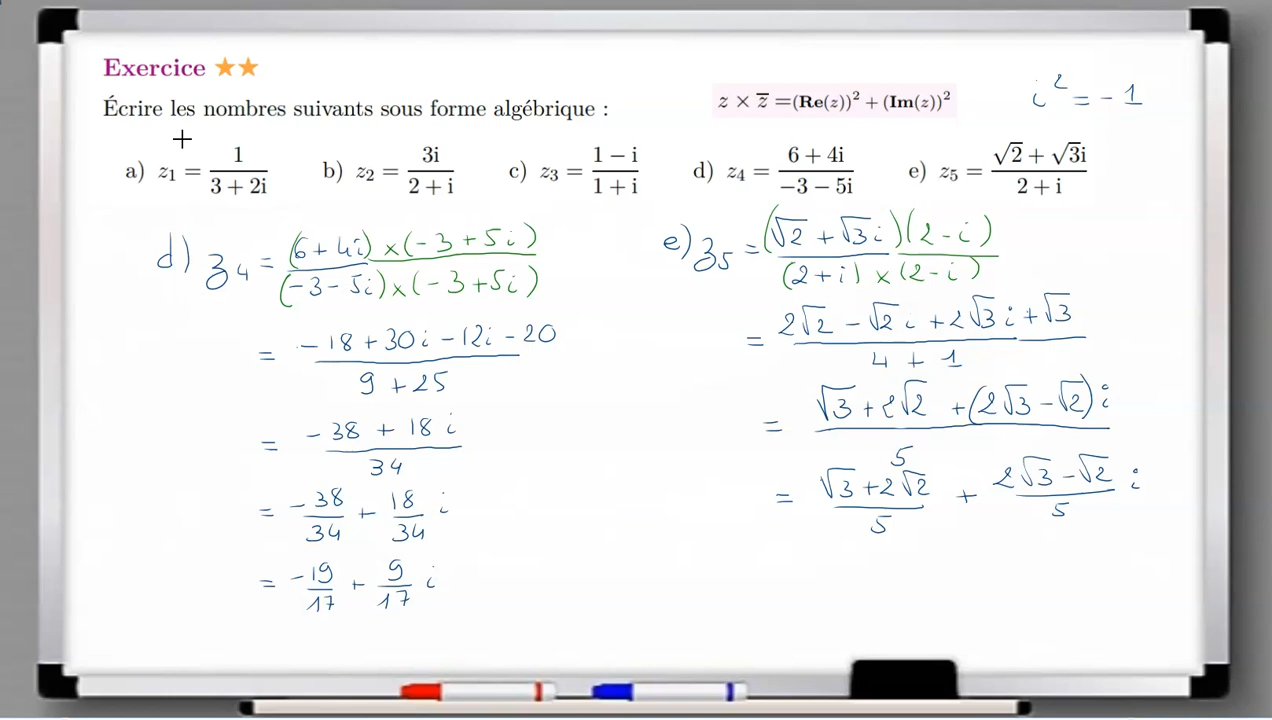 Exercice ★★
Écrire les nombres suivants sous forme algébrique :
z × z̅ =(Re(z))² + (Im(z))²
i² = -1
a) z₁ = 1/(3 + 2i) b) z₂ = 3i/(2 + i) c) z₃ = (1 − i)/(1 + i) d) z₄ = (6 + 4i)/(−3 − 5i) e) z₅ = (√2 + √3i)/(2 + i)
d) z₄ = (6+4i)×(-3+5i)/(-3-5i)×(-3+5i)
= (-18+30i-12i-20)/(9+25)
= (-38+18i)/34
= -38/34 + 18/34 i
= -19/17 + 9/17 i
e) z₅ = (√2+√3i)(2-i)/(2+i)×(2-i)
= (2√2-√2i+2√3i+√3)/(4+1)
= (√3+2√2+(2√3-√2)i)/5
= (√3+2√2)/5 + (2√3-√2)/5 i